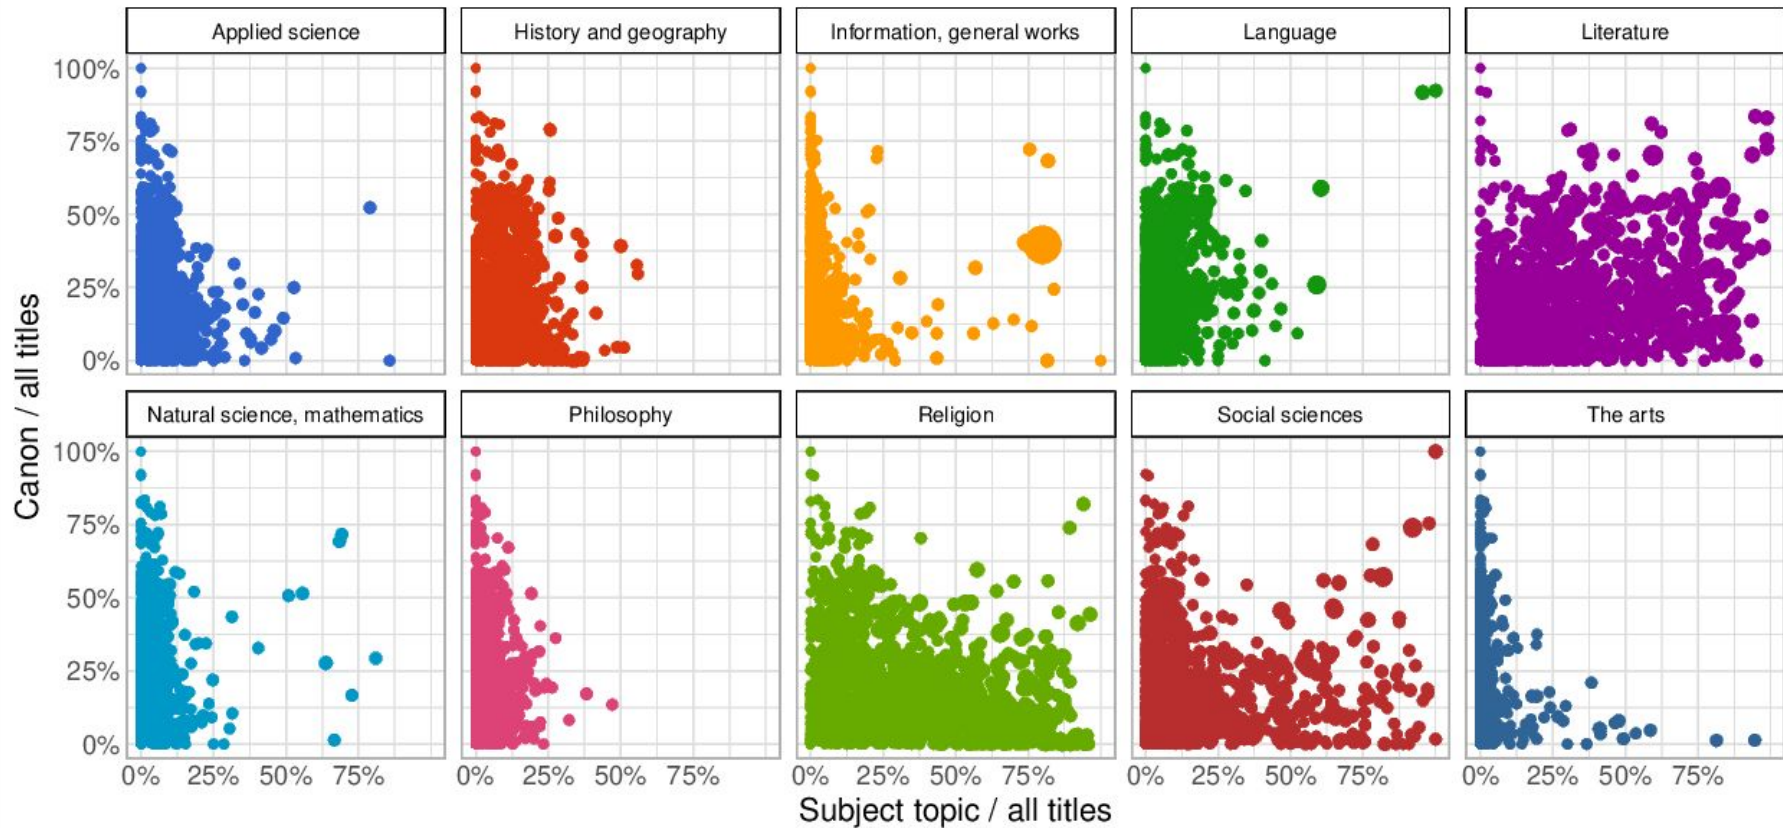 Applied science
History and geography
Information, general works
Language
Literature
100%
75%
50%
25%
0%
Natural science, mathematics
Philosophy
Religion
Social sciences
The arts
100%
75%
50%
25%
0%
0% 25% 50% 75%
0% 25% 50% 75%
0% 25% 50% 75%
0% 25% 50% 75%
25% 50% 75%
Canon / all titles
Subject topic / all titles